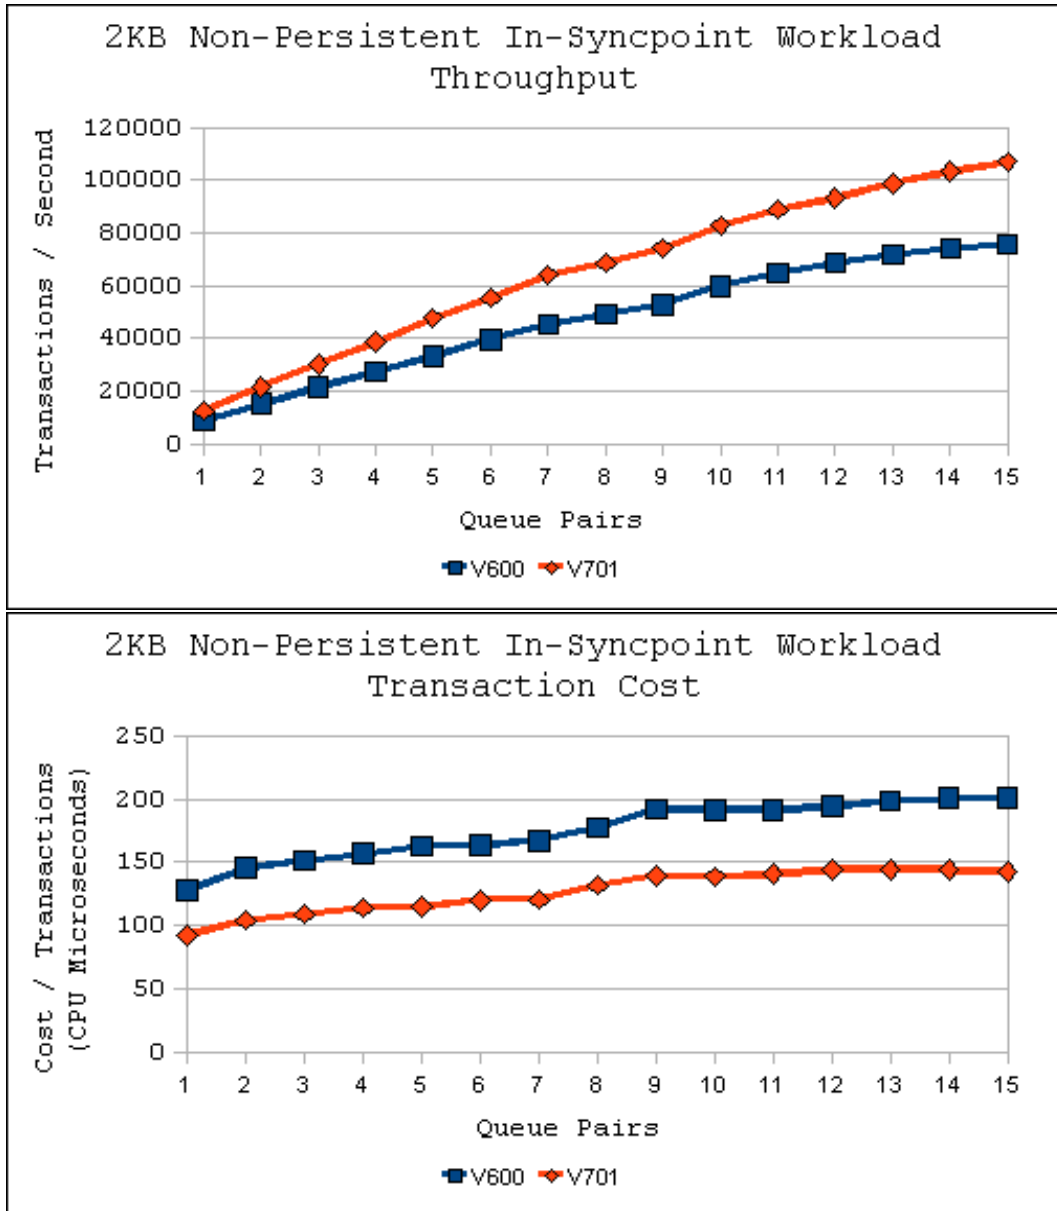 2KB Non-Persistent In-Syncpoint Workload
Throughput
Transactions / Second
120000
100000
80000
60000
40000
20000
0
1 2 3 4 5 6 7 8 9 10 11 12 13 14 15
Queue Pairs
V600 V701
2KB Non-Persistent In-Syncpoint Workload
Transaction Cost
Cost / Transactions
(CPU Microseconds)
250
200
150
100
50
0
1 2 3 4 5 6 7 8 9 10 11 12 13 14 15
Queue Pairs
V600 V701